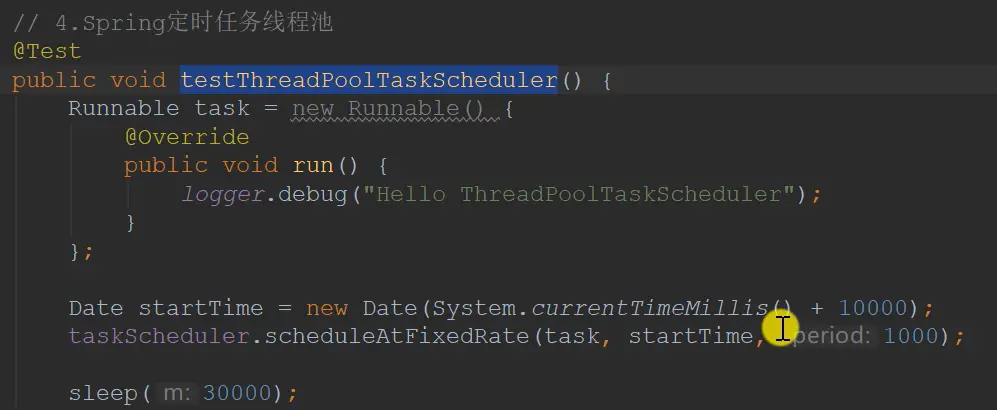 // 4.Spring定时任务线程池
@Test
public void testThreadPoolTaskScheduler() {
Runnable task = new Runnable() {
@Override
public void run() {
logger.debug("Hello ThreadPoolTaskScheduler");
}
};
Date startTime = new Date(System.currentTimeMillis() + 10000);
taskScheduler.scheduleAtFixedRate(task, startTime, period: 1000);
sleep( m: 30000);